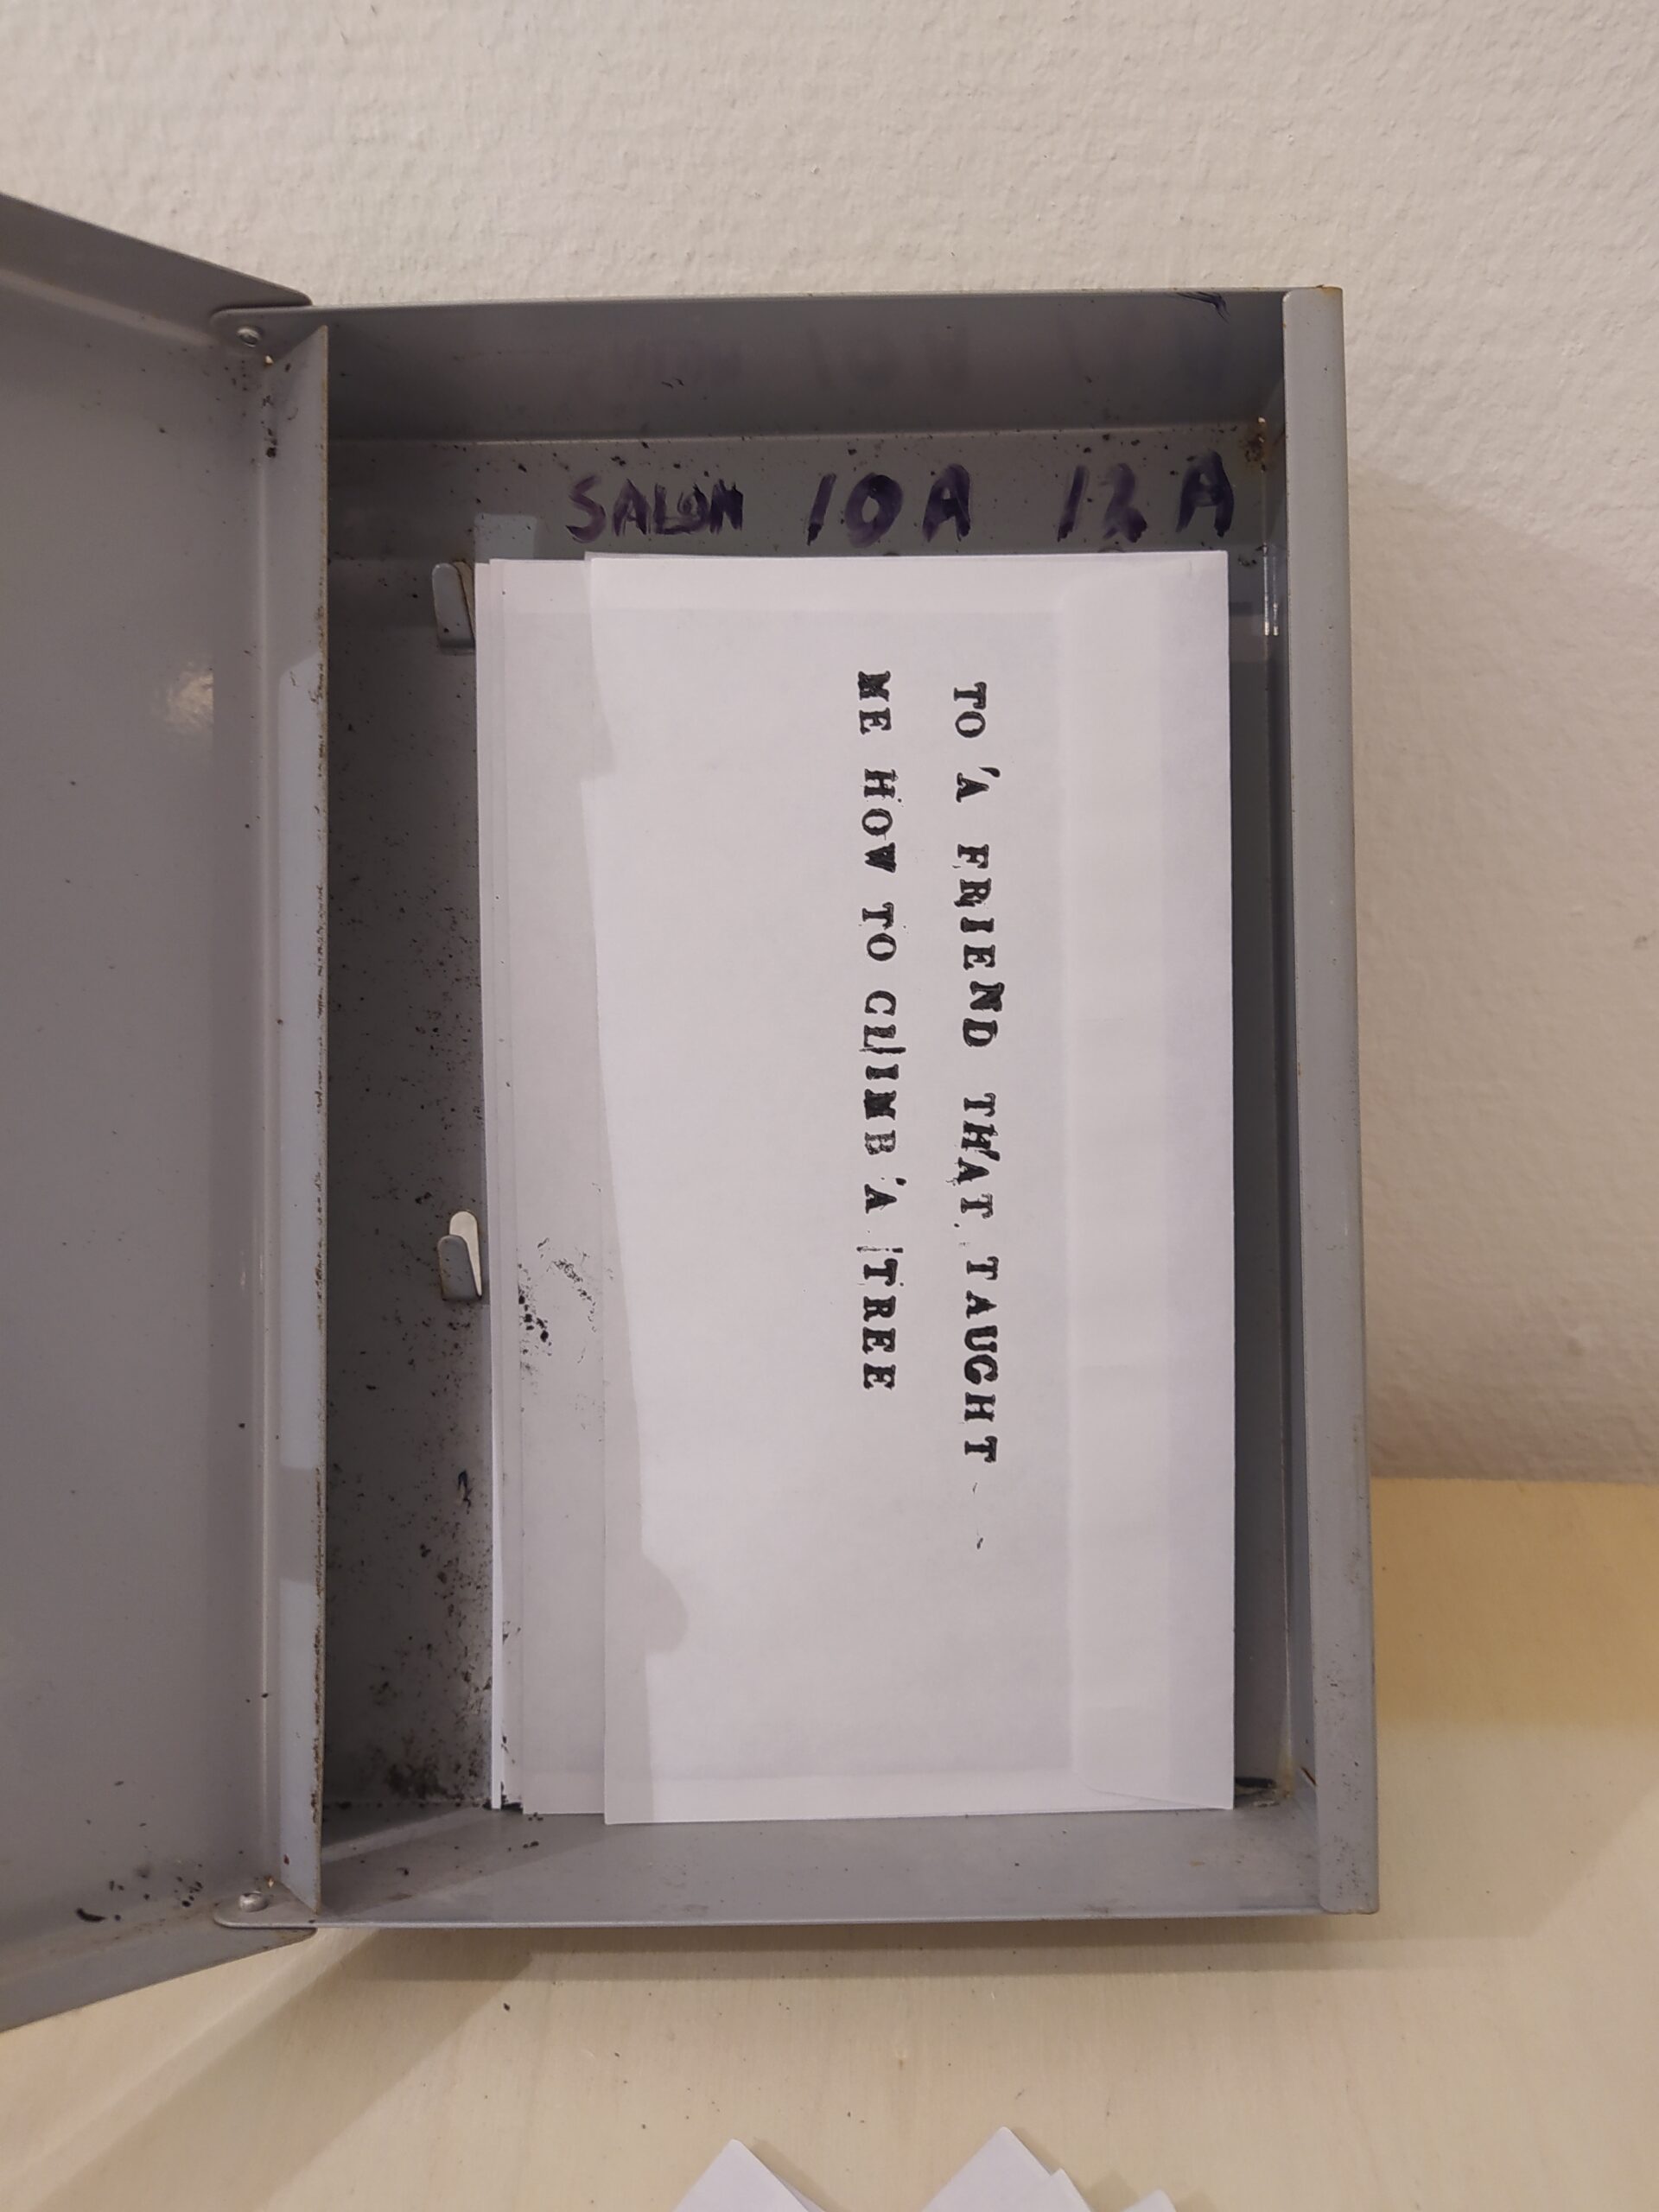 SALON 10A 12A
TO A FRIEND THAT TAUGHT
ME HOW TO CLIMB A TREE